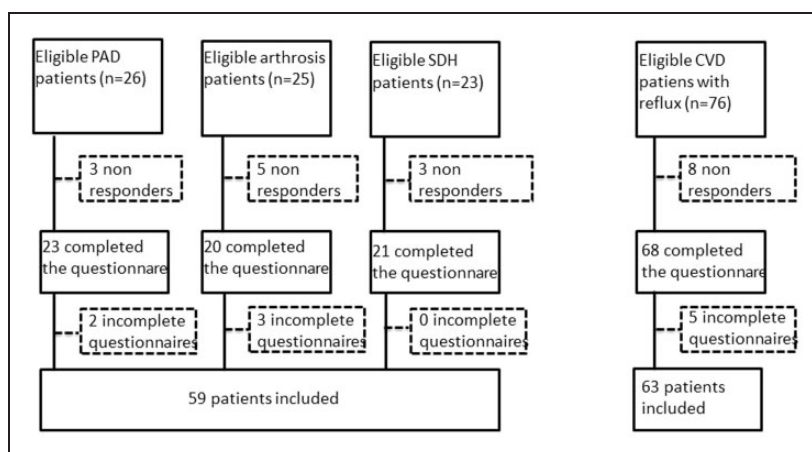 Eligible PAD
patients (n=26)
Eligible arthrosis
patients (n=25)
Eligible SDH
patients (n=23)
Eligible CVD
patiens with
reflux (n=76)
3 non
responders
5 non
responders
3 non
responders
8 non
responders
23 completed
the questionnare
20 completed
the questionnare
21 completed
the questionnare
68 completed
the questionnare
2 incomplete
questionnaires
3 incomplete
questionnaires
0 incomplete
questionnaires
5 incomplete
questionnaires
59 patients included
63 patients
included